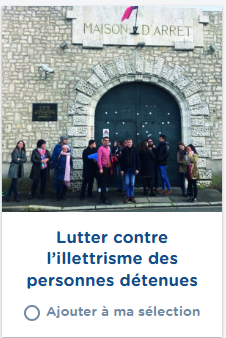 MAISON D'ARRET
Lutter contre
l'illettrisme des
personnes détenues
Ajouter à ma sélection